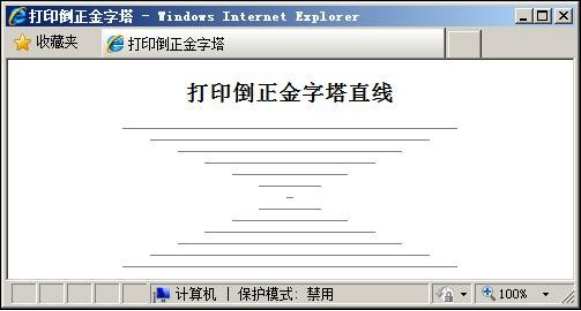 打印倒正金字塔 - Windows Internet Explorer
收藏夹
打印倒正金字塔
打印倒正金字塔直线
计算机 | 保护模式: 禁用
100%